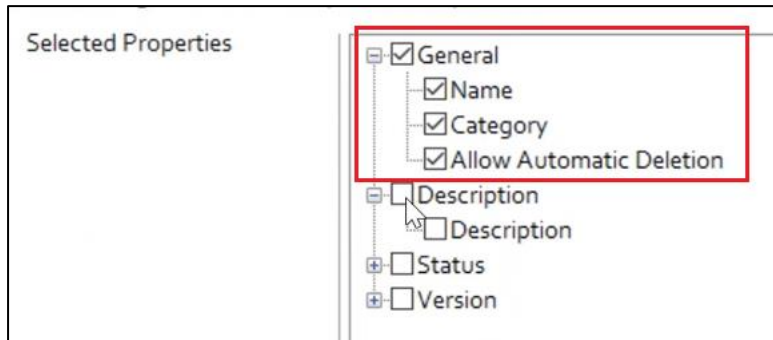 Selected Properties
General
Name
Category
Allow Automatic Deletion
Description
Description
Status
Version